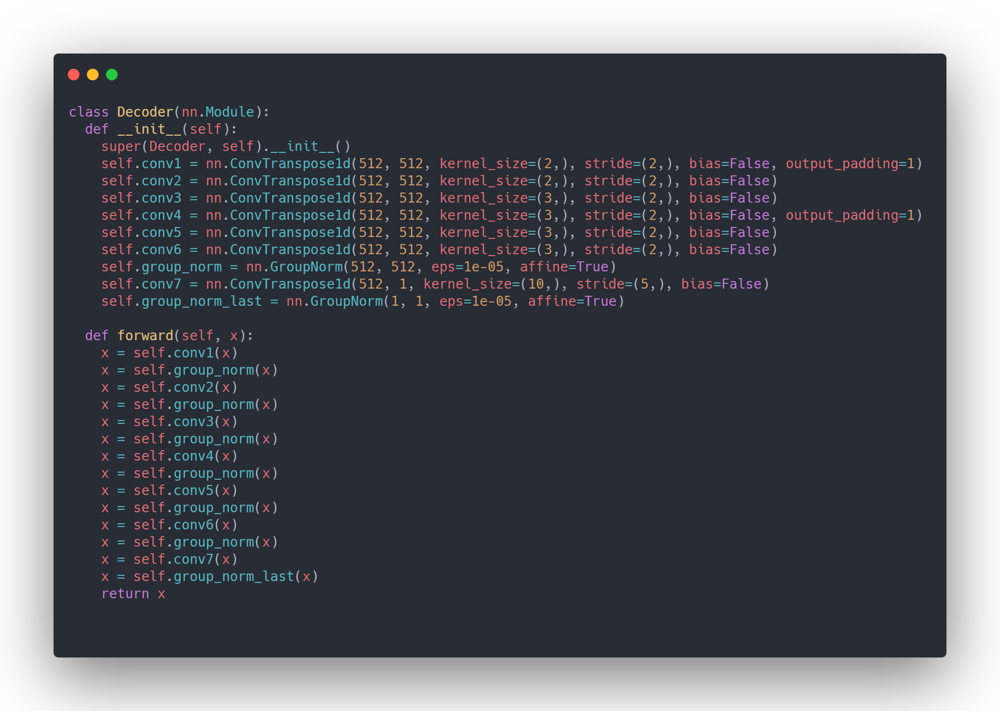 class Decoder(nn.Module):
  def __init__(self):
    super(Decoder, self).__init__()
    self.conv1 = nn.ConvTranspose1d(512, 512, kernel_size=(2,), stride=(2,), bias=False, output_padding=1)
    self.conv2 = nn.ConvTranspose1d(512, 512, kernel_size=(2,), stride=(2,), bias=False)
    self.conv3 = nn.ConvTranspose1d(512, 512, kernel_size=(3,), stride=(2,), bias=False)
    self.conv4 = nn.ConvTranspose1d(512, 512, kernel_size=(3,), stride=(2,), bias=False, output_padding=1)
    self.conv5 = nn.ConvTranspose1d(512, 512, kernel_size=(3,), stride=(2,), bias=False)
    self.conv6 = nn.ConvTranspose1d(512, 512, kernel_size=(3,), stride=(2,), bias=False)
    self.group_norm = nn.GroupNorm(512, 512, eps=1e-05, affine=True)
    self.conv7 = nn.ConvTranspose1d(512, 1, kernel_size=(10,), stride=(5,), bias=False)
    self.group_norm_last = nn.GroupNorm(1, 1, eps=1e-05, affine=True)

  def forward(self, x):
    x = self.conv1(x)
    x = self.group_norm(x)
    x = self.conv2(x)
    x = self.group_norm(x)
    x = self.conv3(x)
    x = self.group_norm(x)
    x = self.conv4(x)
    x = self.group_norm(x)
    x = self.conv5(x)
    x = self.group_norm(x)
    x = self.conv6(x)
    x = self.group_norm(x)
    x = self.conv7(x)
    x = self.group_norm_last(x)
    return x